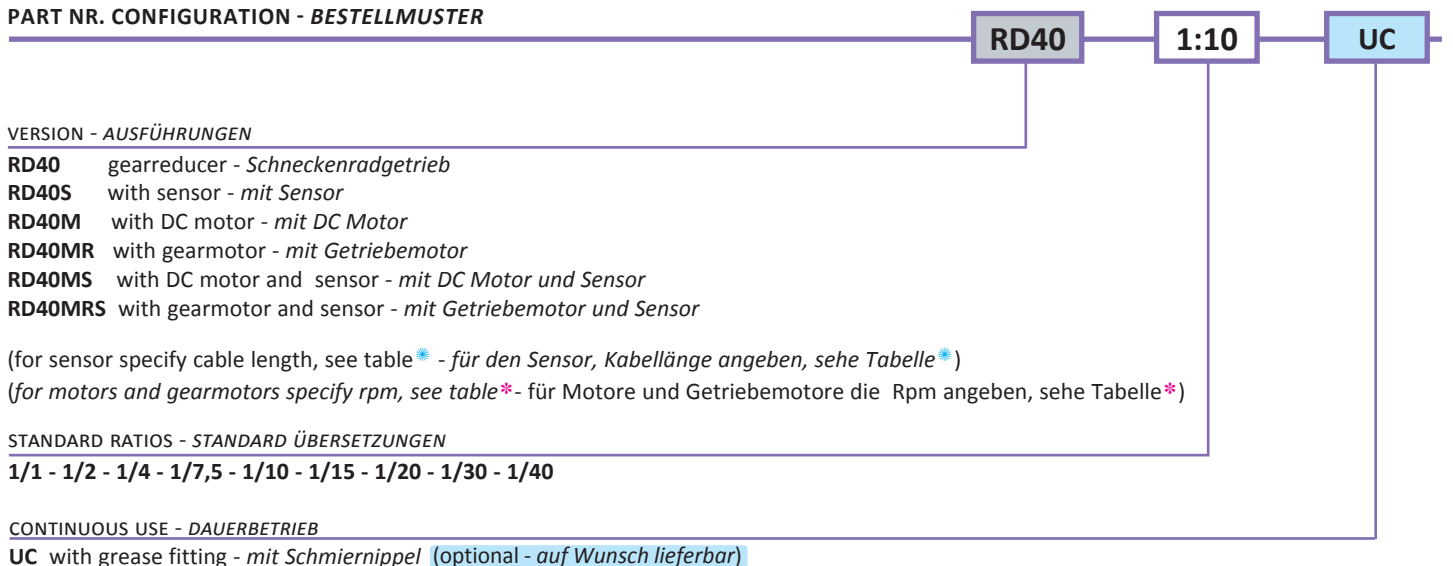 PART NR. CONFIGURATION - BESTELLMUSTER
RD40 1:10 UC
VERSION - AUSFÜHRUNGEN
RD40 gearreducer - Schneckenradgetrieb
RD40S with sensor - mit Sensor
RD40M with DC motor - mit DC Motor
RD40MR with gearmotor - mit Getriebemotor
RD40MS with DC motor and sensor - mit DC Motor und Sensor
RD40MRS with gearmotor and sensor - mit Getriebemotor und Sensor
(for sensor specify cable length, see table* - für den Sensor, Kabellänge angeben, sehe Tabelle*)
(for motors and gearmotors specify rpm, see table*- für Motore und Getriebemotore die Rpm angeben, sehe Tabelle*)
STANDARD RATIOS - STANDARD ÜBERSETZUNGEN
1/1 - 1/2 - 1/4 - 1/7,5 - 1/10 - 1/15 - 1/20 - 1/30 - 1/40
CONTINUOUS USE - DAUERBETRIEB
UC with grease fitting - mit Schmiernippel (optional - auf Wunsch lieferbar)